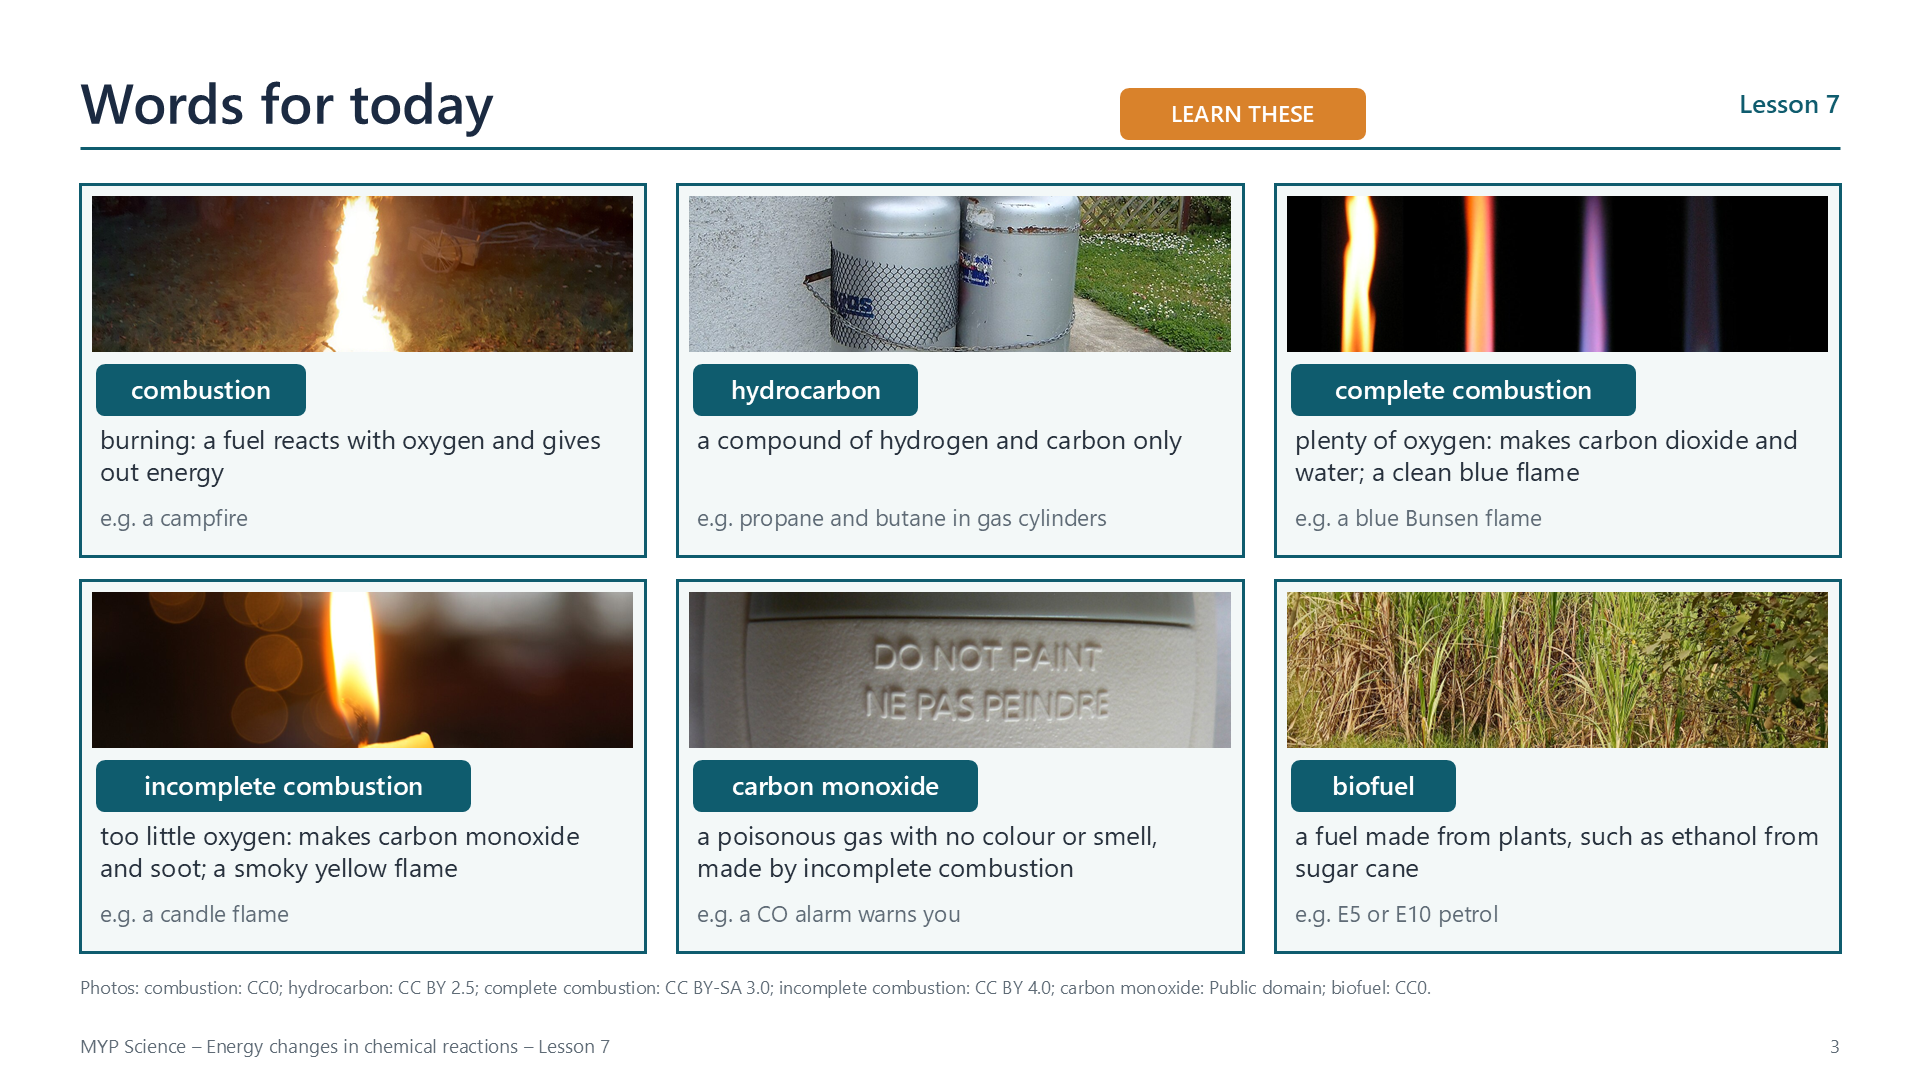 Words for today
LEARN THESE
Lesson 7
combustion
burning: a fuel reacts with oxygen and gives
out energy
e.g. a campfire
gas
hydrocarbon
a compound of hydrogen and carbon only
e.g. propane and butane in gas cylinders
complete combustion
plenty of oxygen: makes carbon dioxide and
water; a clean blue flame
e.g. a blue Bunsen flame
incomplete combustion
too little oxygen: makes carbon monoxide
and soot; a smoky yellow flame
e.g. a candle flame
DO NOT PAINT
NE PAS PEINDRE
carbon monoxide
a poisonous gas with no colour or smell,
made by incomplete combustion
e.g. a CO alarm warns you
biofuel
a fuel made from plants, such as ethanol from
sugar cane
e.g. E5 or E10 petrol
Photos: combustion: CC0; hydrocarbon: CC BY 2.5; complete combustion: CC BY-SA 3.0; incomplete combustion: CC BY 4.0; carbon monoxide: Public domain; biofuel: CC0.
MYP Science – Energy changes in chemical reactions – Lesson 7
3